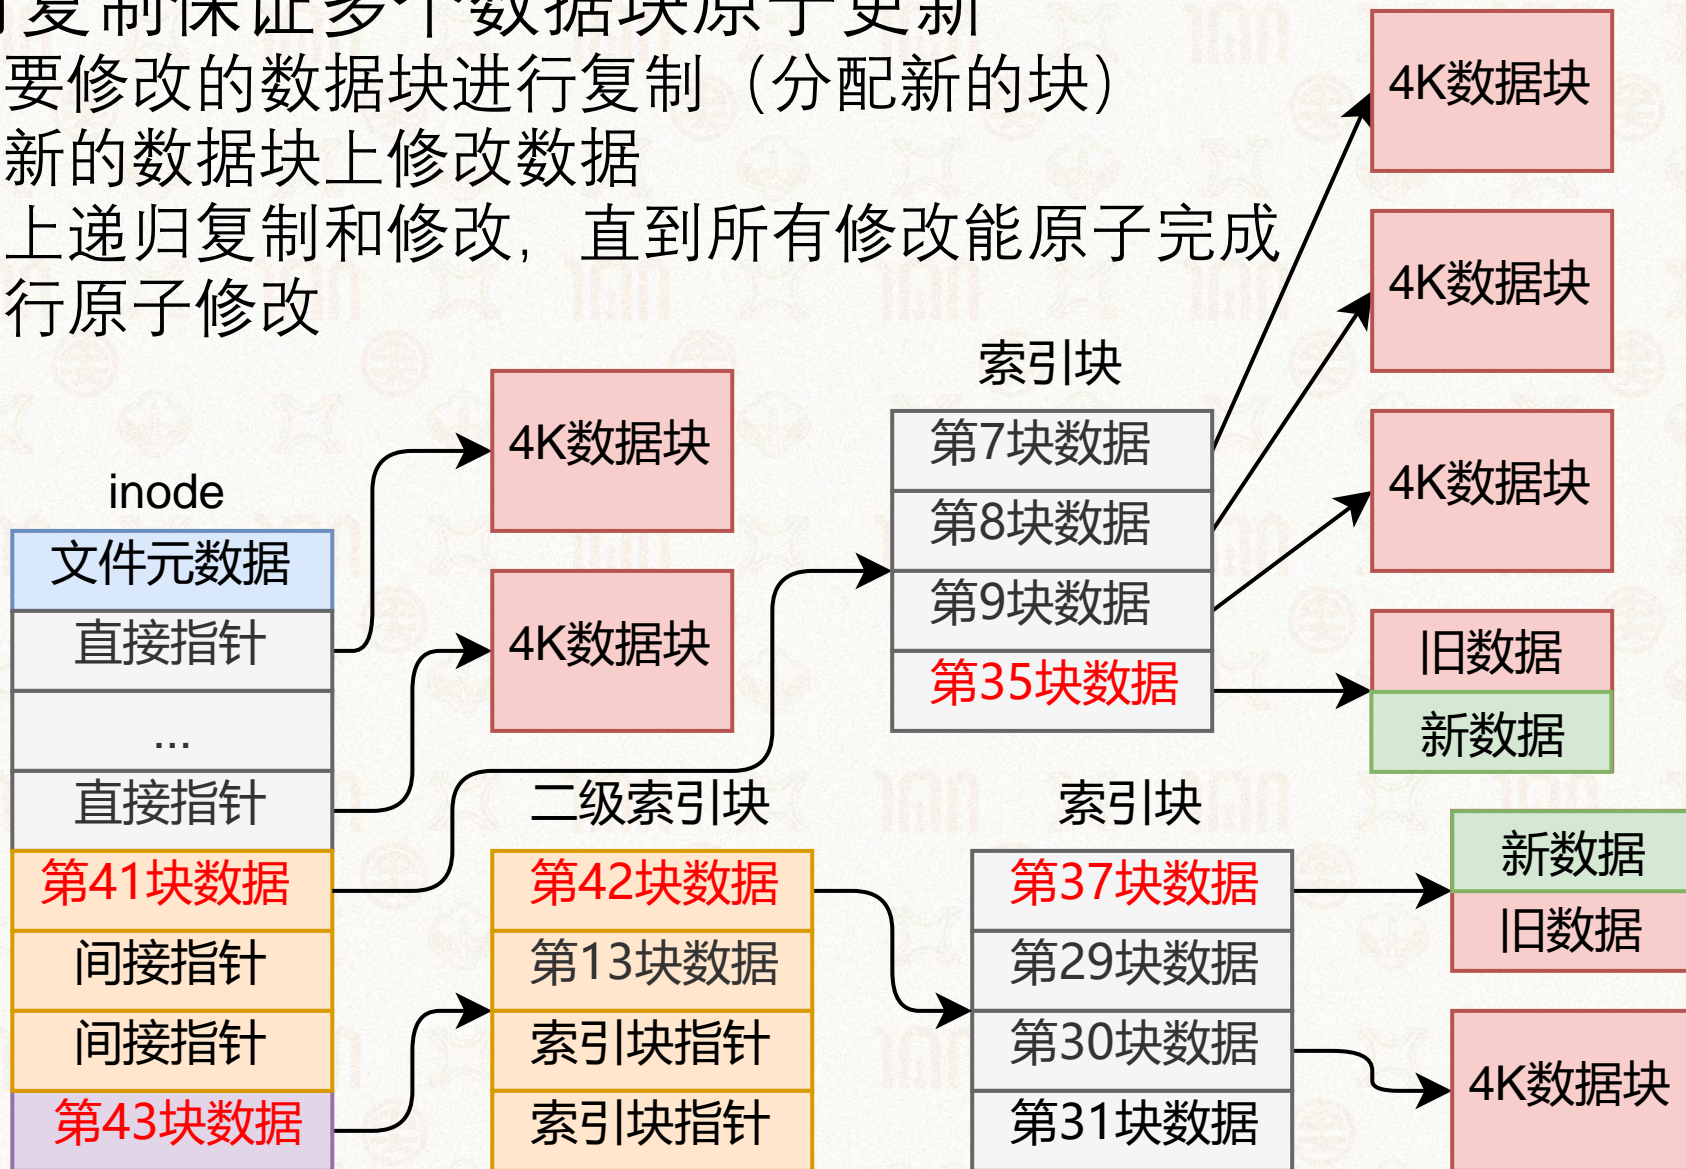 复制保证多个数据块原子更新
要修改的数据块进行复制（分配新的块）
新的数据块上修改数据
上递归复制和修改，直到所有修改能原子完成
行原子修改
inode
文件元数据
直接指针
...
直接指针
第41块数据
间接指针
间接指针
第43块数据
4K数据块
4K数据块
二级索引块
第42块数据
第13块数据
索引块指针
索引块指针
索引块
第7块数据
第8块数据
第9块数据
第35块数据
索引块
第37块数据
第29块数据
第30块数据
第31块数据
4K数据块
4K数据块
4K数据块
旧数据
新数据
新数据
旧数据
4K数据块